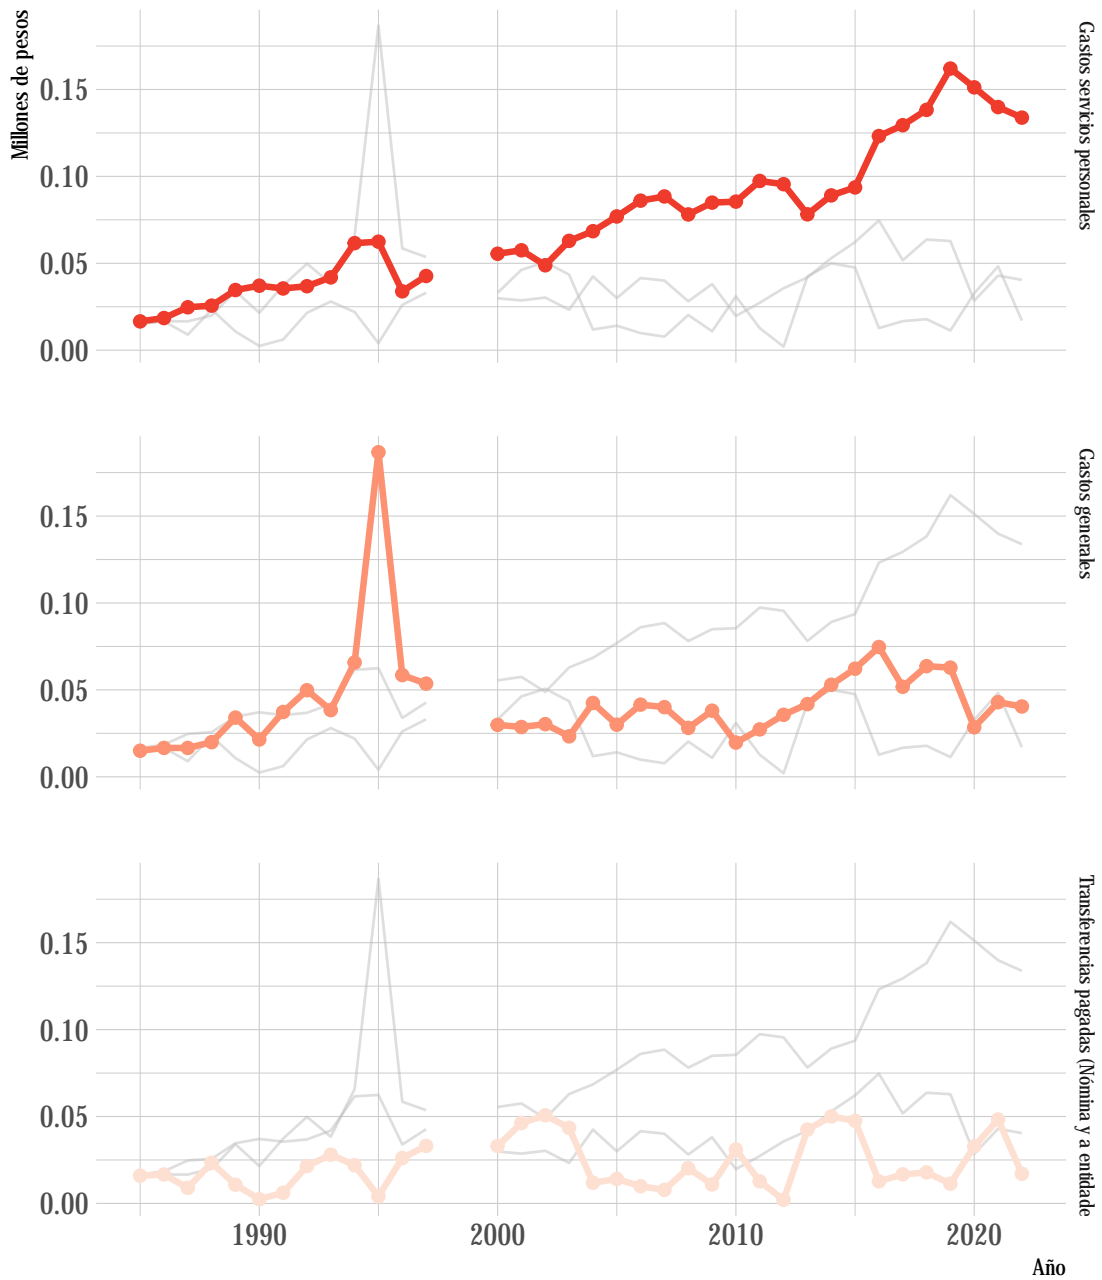 Millones de pesos
0.15
0.10
0.05
0.00
Gastos servicios personales
0.15
0.10
0.05
0.00
Gastos generales
0.15
0.10
0.05
0.00
Transferencias pagadas (Nómina y a entidade
1990 2000 2010 2020
Año